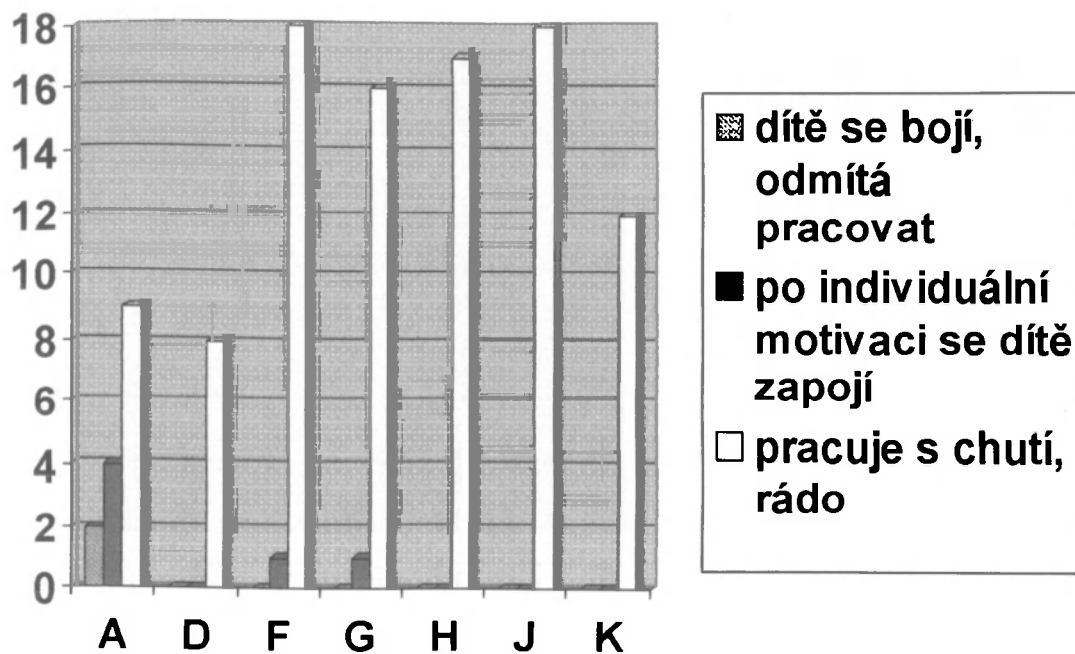 18
16
14
12
10
8
6
4
2
0
A D F G H J K
dítě se bojí,
odmítá
pracovat
po individuální
motivaci se dítě
zapojí
pracuje s chutí,
rádo